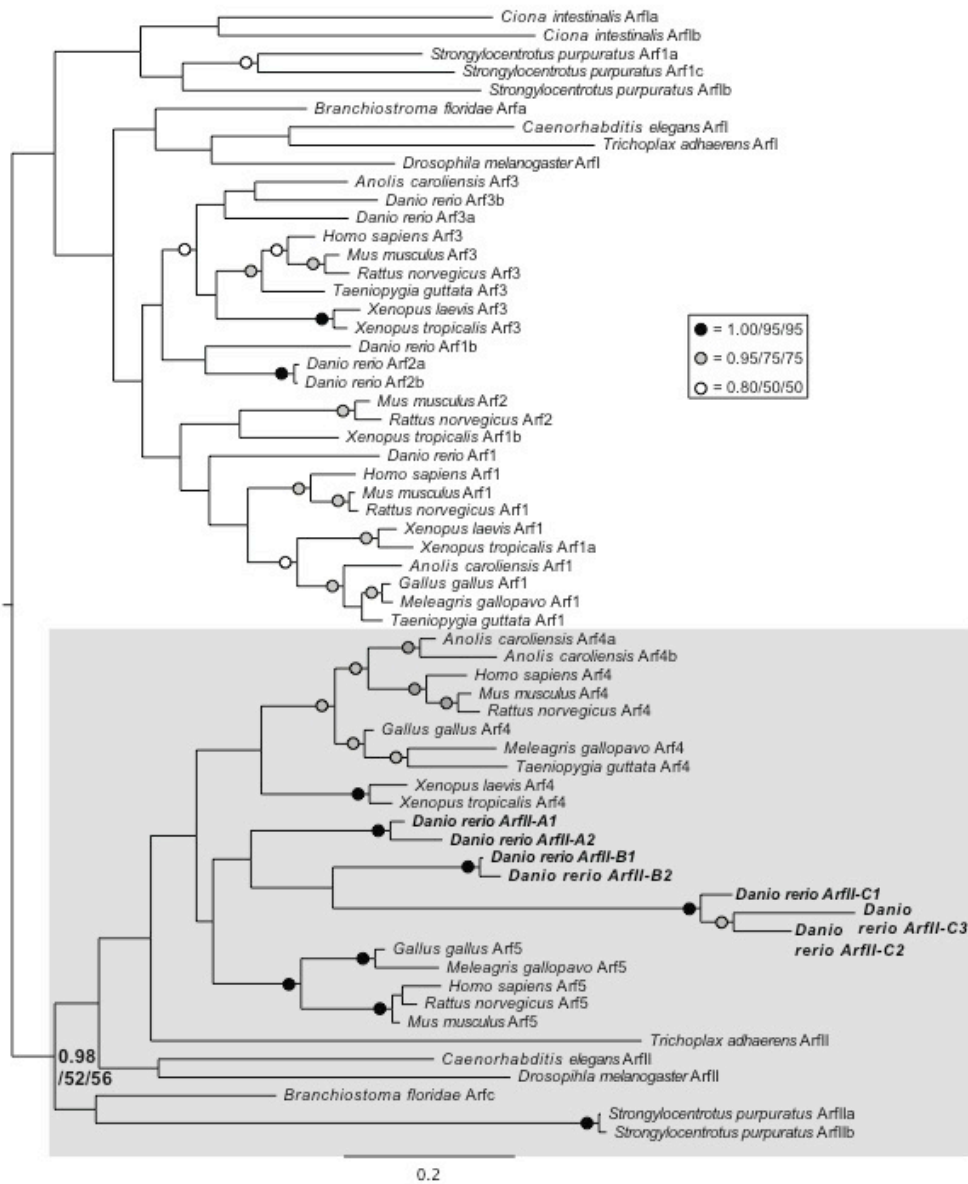 Ciona intestinalis ArfIa
Ciona intestinalis ArfIb
Strongylocentrotus purpuratus Arf1a
Strongylocentrotus purpuratus Arf1c
Strongylocentrotus purpuratus ArfIb
Branchiostroma floridae Arfa
Caenorhabditis elegans ArfI
Trichoplax adhaerens ArfI
Drosophila melanogaster ArfI
Anolis caroliensis Arf3
Danio rerio Arf3b
Danio rerio Arf3a
Homo sapiens Arf3
Mus musculus Arf3
Rattus norvegicus Arf3
Taeniopygia guttata Arf3
Xenopus laevis Arf3
Xenopus tropicalis Arf3
Danio rerio Arf1b
Danio rerio Arf2a
Danio rerio Arf2b
Mus musculus Arf2
Rattus norvegicus Arf2
Xenopus tropicalis Arf1b
Danio rerio Arf1
Homo sapiens Arf1
Mus musculus Arf1
Rattus norvegicus Arf1
Xenopus laevis Arf1
Xenopus tropicalis Arf1a
Anolis caroliensis Arf1
Gallus gallus Arf1
Meleagris gallopavo Arf1
Taeniopygia guttata Arf1
= 1.00/95/95
= 0.95/75/75
= 0.80/50/50
Anolis caroliensis Arf4a
Anolis caroliensis Arf4b
Homo sapiens Arf4
Mus musculus Arf4
Rattus norvegicus Arf4
Gallus gallus Arf4
Meleagris gallopavo Arf4
Taeniopygia guttata Arf4
Xenopus laevis Arf4
Xenopus tropicalis Arf4
Danio rerio ArfII-A1
Danio rerio ArfII-A2
Danio rerio ArfII-B1
Danio rerio ArfII-B2
Danio rerio ArfII-C1
Danio
rerio ArfII-C3
Danio
rerio ArfII-C2
Gallus gallus Arf5
Meleagris gallopavo Arf5
Homo sapiens Arf5
Rattus norvegicus Arf5
Mus musculus Arf5
Trichoplax adhaerens ArfII
0.98
/52/56
Caenorhabditis elegans ArfII
Drosopihla melanogaster ArfII
Branchiostoma floridae Arfc
Strongylocentrotus purpuratus ArfIIa
Strongylocentrotus purpuratus ArfIIb
0.2